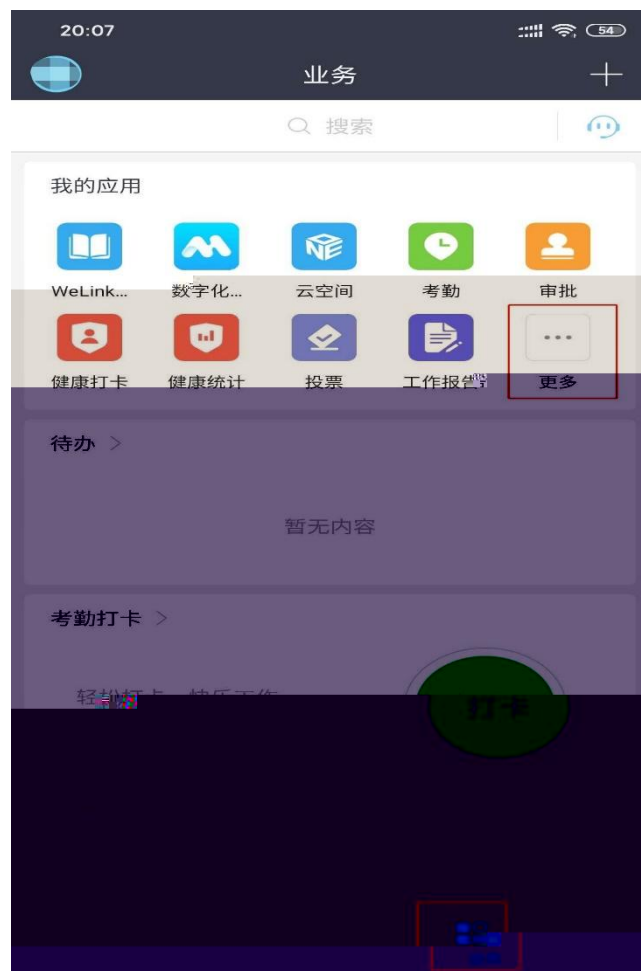 20:07 54
业务
搜索
我的应用
WeLink... 数字化... 云空间 考勤 审批
健康打卡 健康统计 投票 工作报告 更多
待办 >
暂无内容
考勤打卡 >
打卡